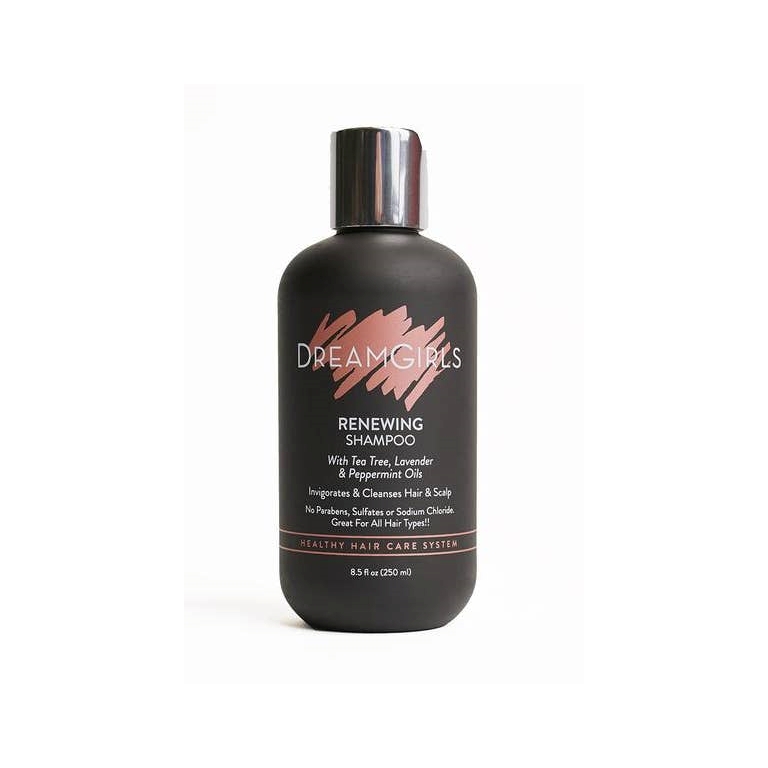 DREAMGIRLS
RENEWING
SHAMPOO
With Tea Tree, Lavender
& Peppermint Oils
Invigorates & Cleanses Hair & Scalp
No Parabens, Sulfates or Sodium Chloride.
Great For All Hair Types!!
HEALTHY HAIR CARE SYSTEM
8.5 fl oz (250 ml)